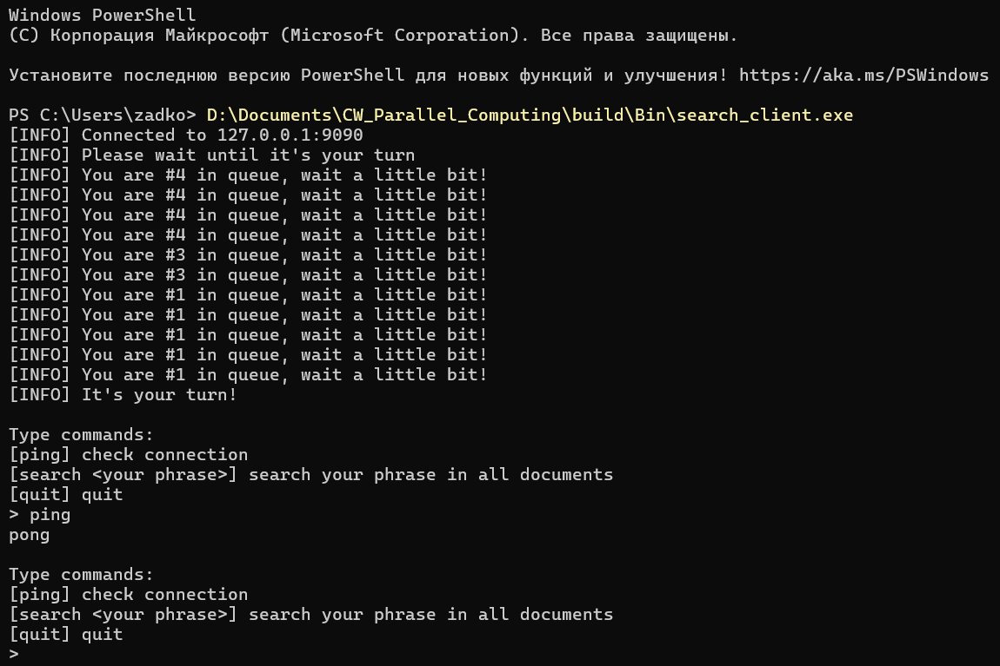 Windows PowerShell
(C) Корпорация Майкрософт (Microsoft Corporation). Все права защищены.
Установите последнюю версию PowerShell для новых функций и улучшения! https://aka.ms/PSWindows
PS C:\Users\zadko> D:\Documents\CW_Parallel_Computing\build\Bin\search_client.exe
[INFO] Connected to 127.0.0.1:9090
[INFO] Please wait until it's your turn
[INFO] You are #4 in queue, wait a little bit!
[INFO] You are #4 in queue, wait a little bit!
[INFO] You are #4 in queue, wait a little bit!
[INFO] You are #4 in queue, wait a little bit!
[INFO] You are #3 in queue, wait a little bit!
[INFO] You are #3 in queue, wait a little bit!
[INFO] You are #1 in queue, wait a little bit!
[INFO] You are #1 in queue, wait a little bit!
[INFO] You are #1 in queue, wait a little bit!
[INFO] You are #1 in queue, wait a little bit!
[INFO] You are #1 in queue, wait a little bit!
[INFO] It's your turn!
Type commands:
[ping] check connection
[search <your phrase>] search your phrase in all documents
[quit] quit
> ping
pong
Type commands:
[ping] check connection
[search <your phrase>] search your phrase in all documents
[quit] quit
>